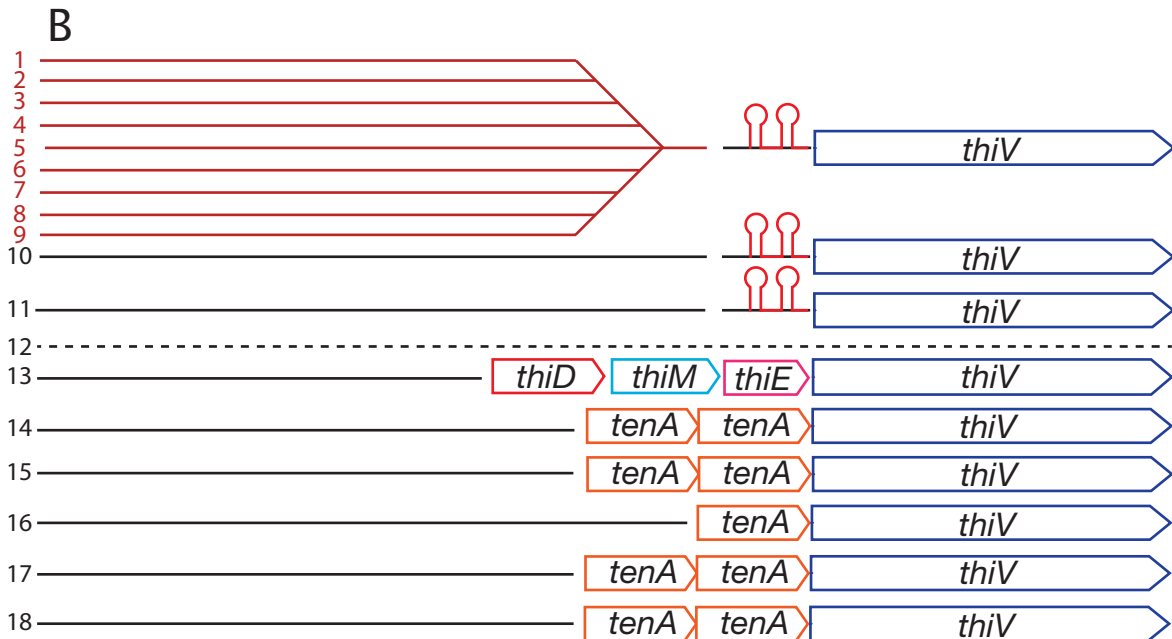 B
1
2
3
4
5 thiV
6
7
8
9
10 thiV
11 thiV
12
13 thiD thiM thiE thiV
14 tenA tenA thiV
15 tenA tenA thiV
16 tenA thiV
17 tenA tenA thiV
18 tenA tenA thiV